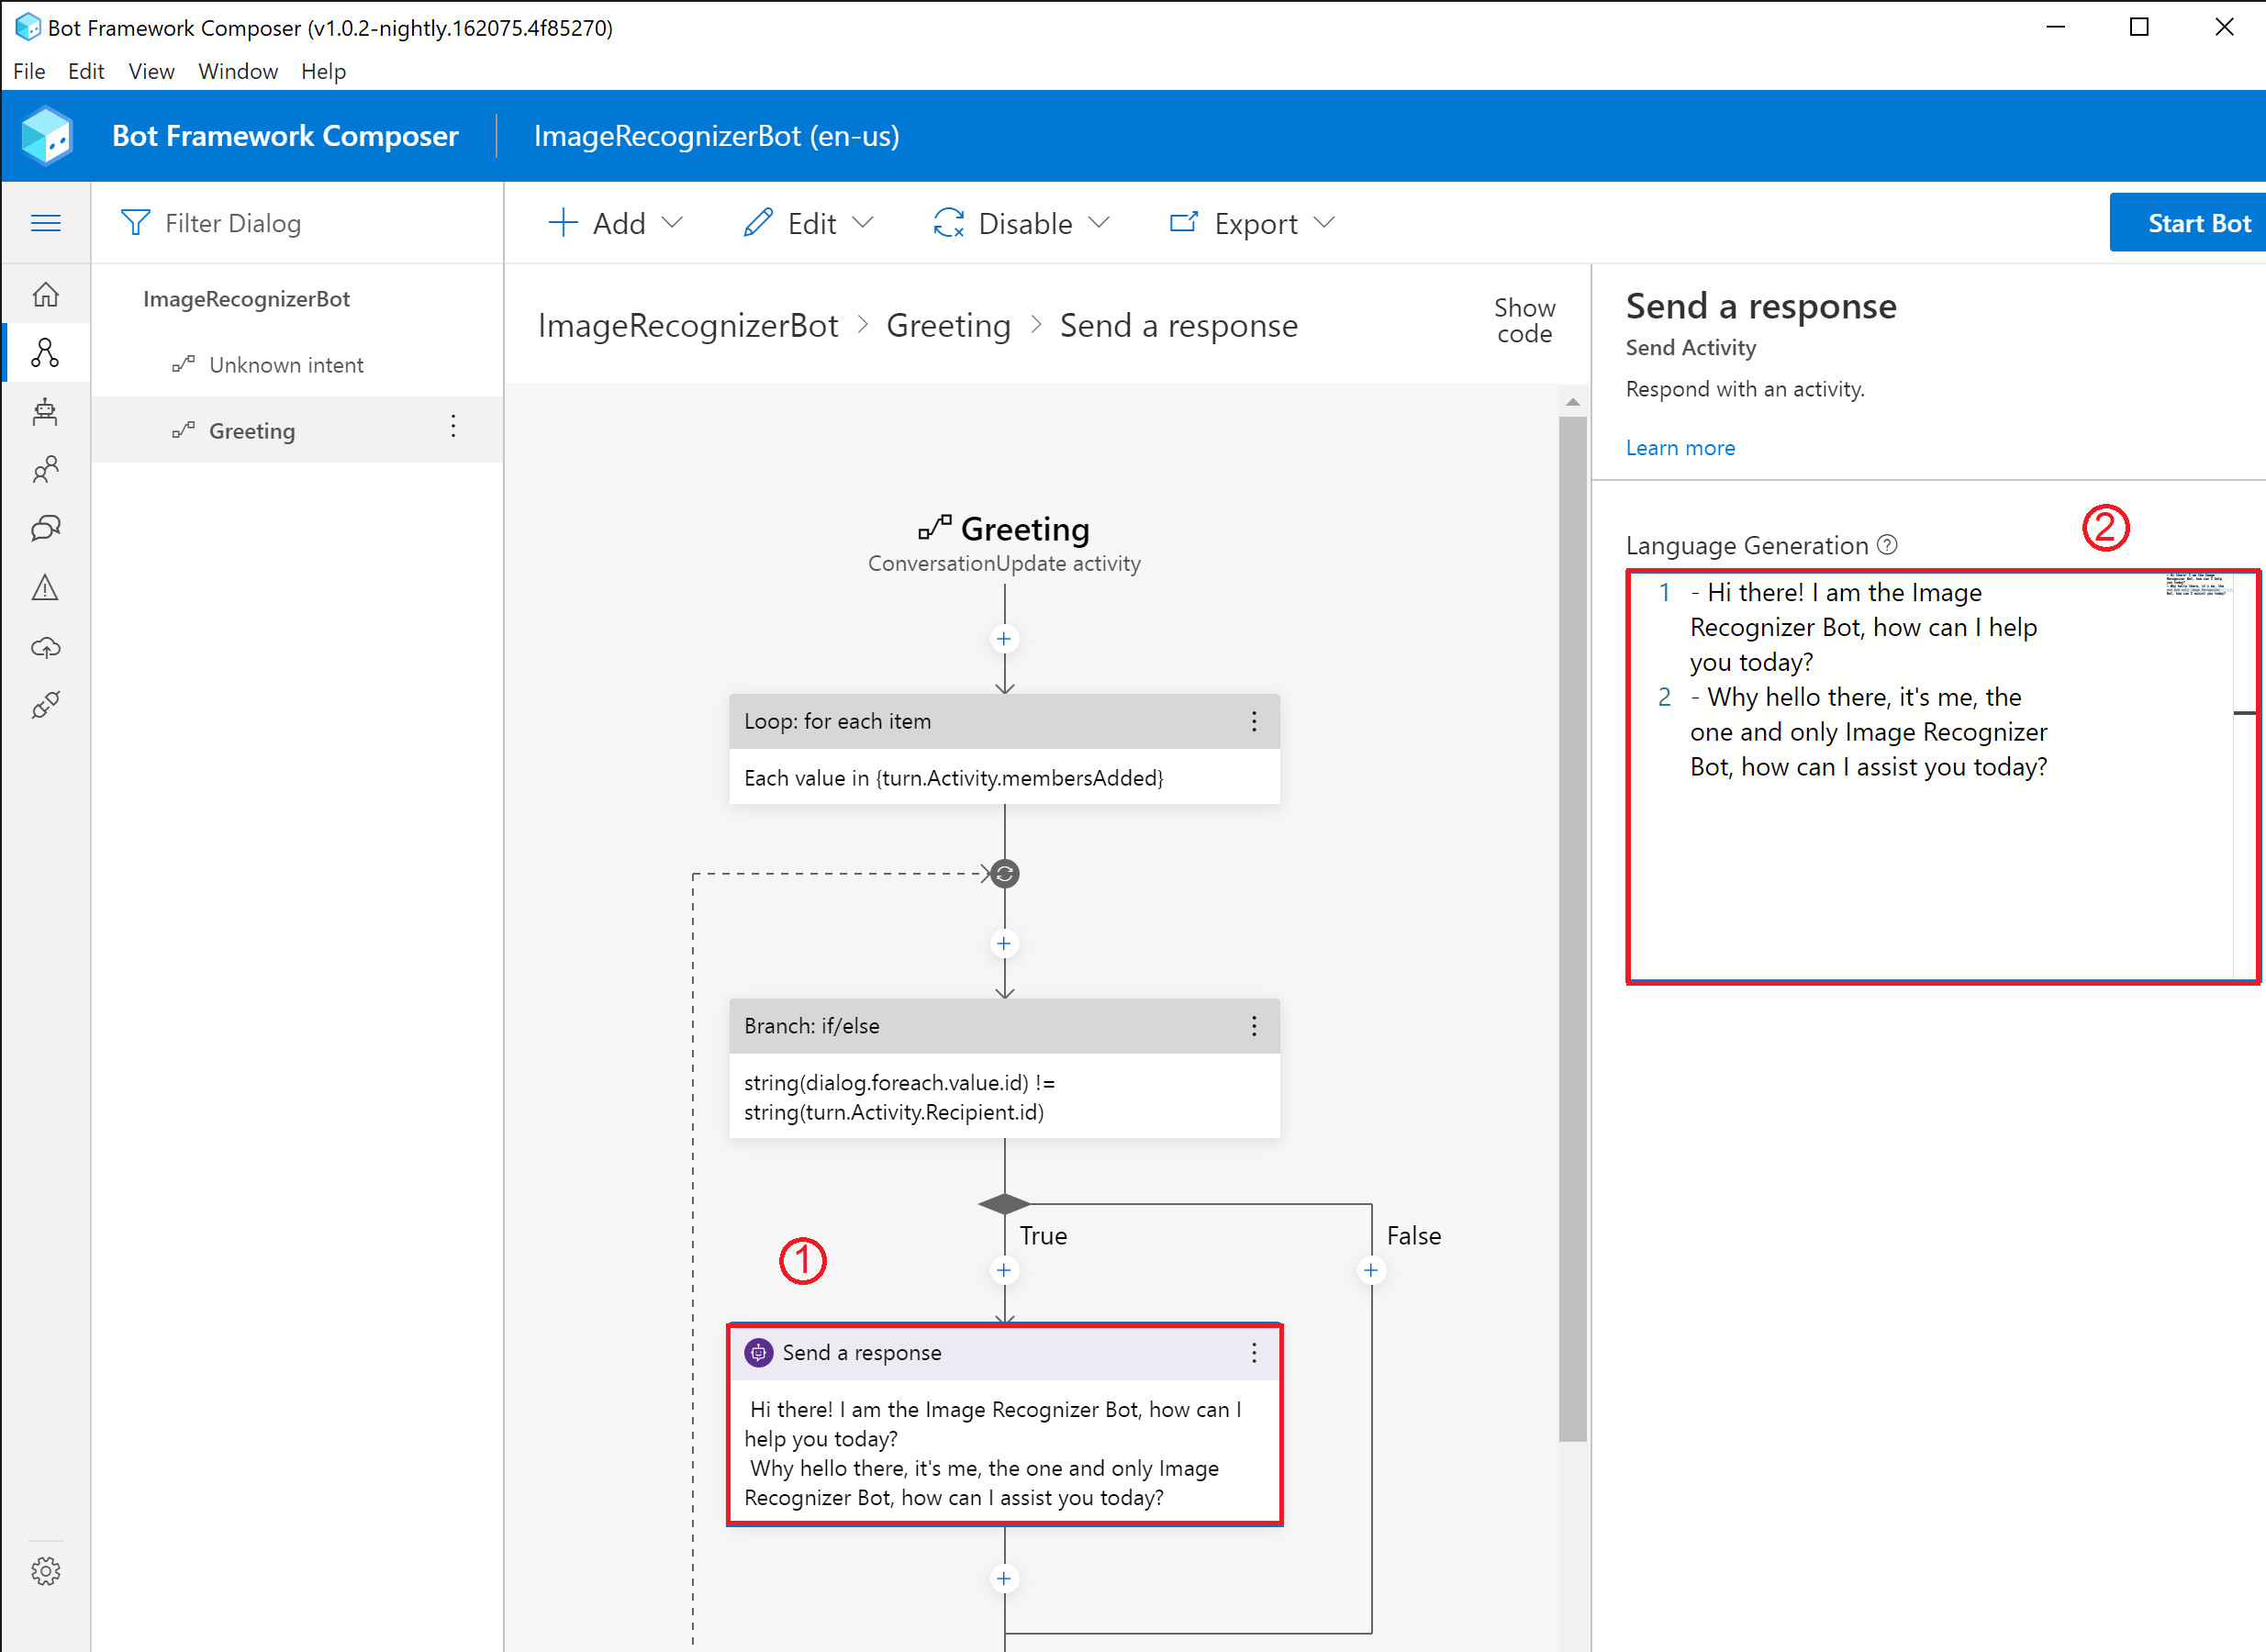 Bot Framework Composer (v1.0.2-nightly.162075.4f85270)
File Edit View Window Help
Bot Framework Composer
ImageRecognizerBot (en-us)
Filter Dialog
Add
Edit
Disable
Export
Start Bot
ImageRecognizerBot
Unknown intent
Greeting
ImageRecognizerBot > Greeting > Send a response
Show
code
Greeting
ConversationUpdate activity
Loop: for each item
Each value in {turn.Activity.membersAdded}
Branch: if/else
string(dialog.foreach.value.id) !=
string(turn.Activity.Recipient.id)
True
False
1
Send a response
Hi there! I am the Image Recognizer Bot, how can I
help you today?
Why hello there, it's me, the one and only Image
Recognizer Bot, how can I assist you today?
Send a response
Send Activity
Respond with an activity.
Learn more
2
Language Generation
1 - Hi there! I am the Image
Recognizer Bot, how can I help
you today?
2 - Why hello there, it's me, the
one and only Image Recognizer
Bot, how can I assist you today?